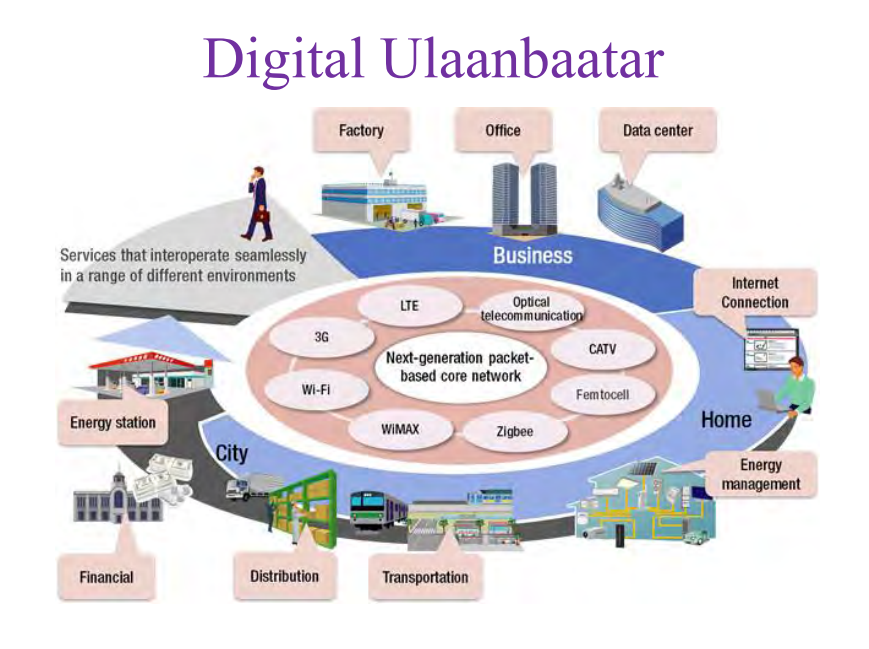 Digital Ulaanbaatar
Factory
Office
Data center
Services that interoperate seamlessly
in a range of different environments
Business
Internet
Connection
LTE
Optical
telecommunication
3G
CATV
Next-generation packet-
based core network
Wi-Fi
Femtocell
WiMAX
Zigbee
Home
Energy station
City
Energy
management
Financial
Distribution
Transportation